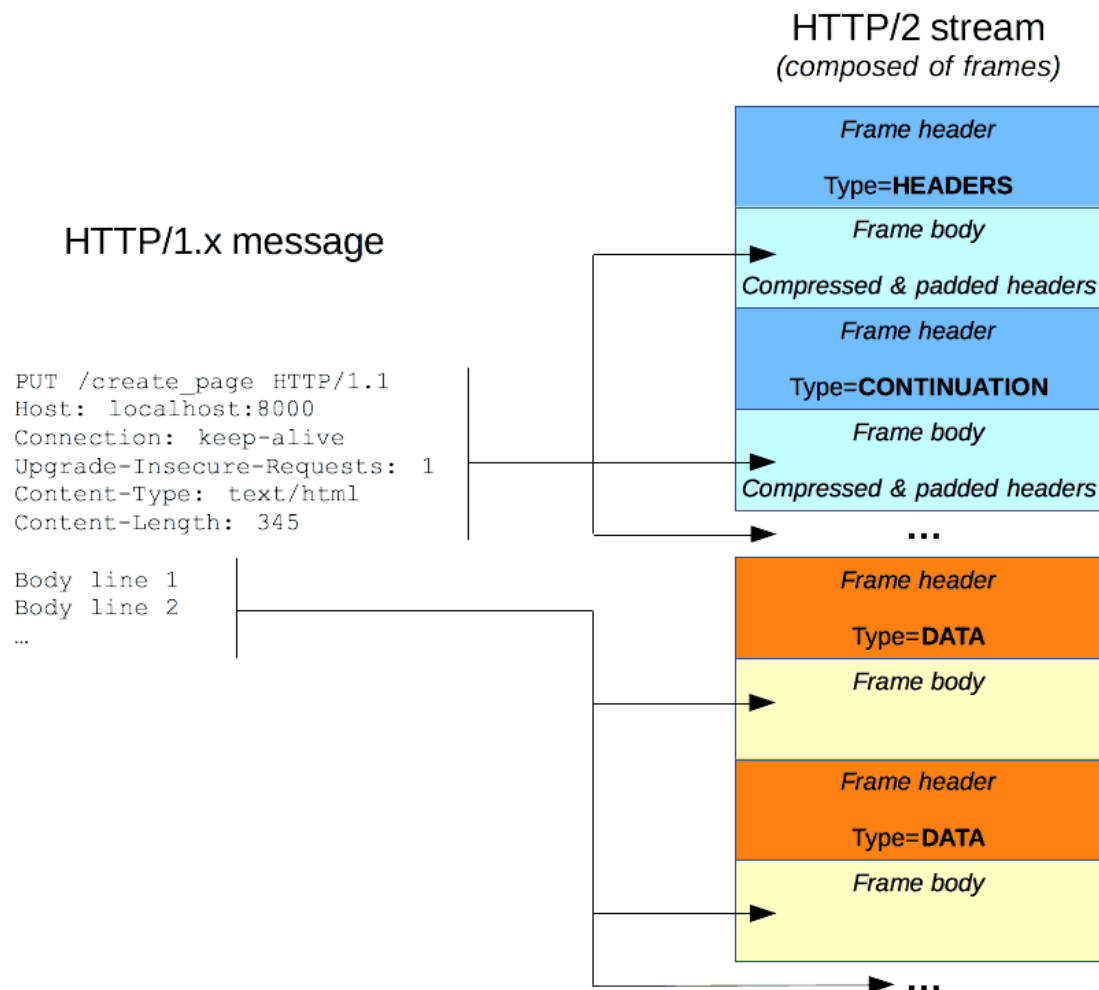 HTTP/2 stream
(composed of frames)
Frame header
Type=HEADERS
Frame body
Compressed & padded headers
Frame header
Type=CONTINUATION
Frame body
Compressed & padded headers
...
Frame header
Type=DATA
Frame body
Frame header
Type=DATA
Frame body
...
HTTP/1.x message
PUT /create_page HTTP/1.1
Host: localhost:8000
Connection: keep-alive
Upgrade-Insecure-Requests: 1
Content-Type: text/html
Content-Length: 345
Body line 1
Body line 2
…